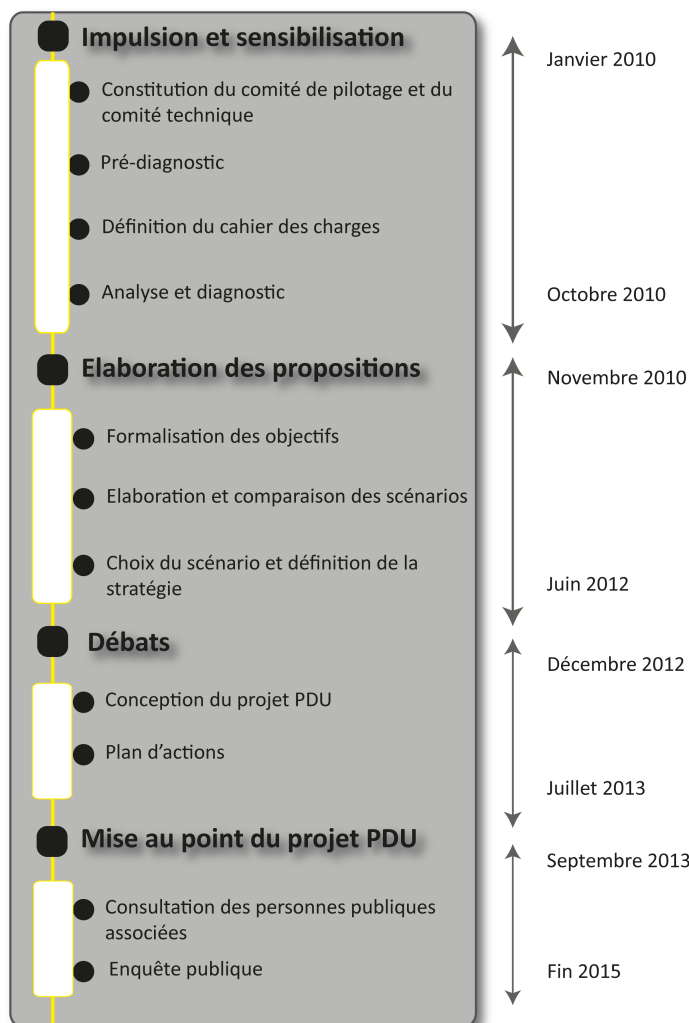 Impulsion et sensibilisation
Janvier 2010
Constitution du comité de pilotage et du
comité technique
Pré-diagnostic
Définition du cahier des charges
Analyse et diagnostic
Octobre 2010
Elaboration des propositions
Novembre 2010
Formalisation des objectifs
Elaboration et comparaison des scénarios
Choix du scénario et définition de la
stratégie
Juin 2012
Débats
Décembre 2012
Conception du projet PDU
Plan d'actions
Juillet 2013
Mise au point du projet PDU
Septembre 2013
Consultation des personnes publiques
associées
Enquête publique
Fin 2015